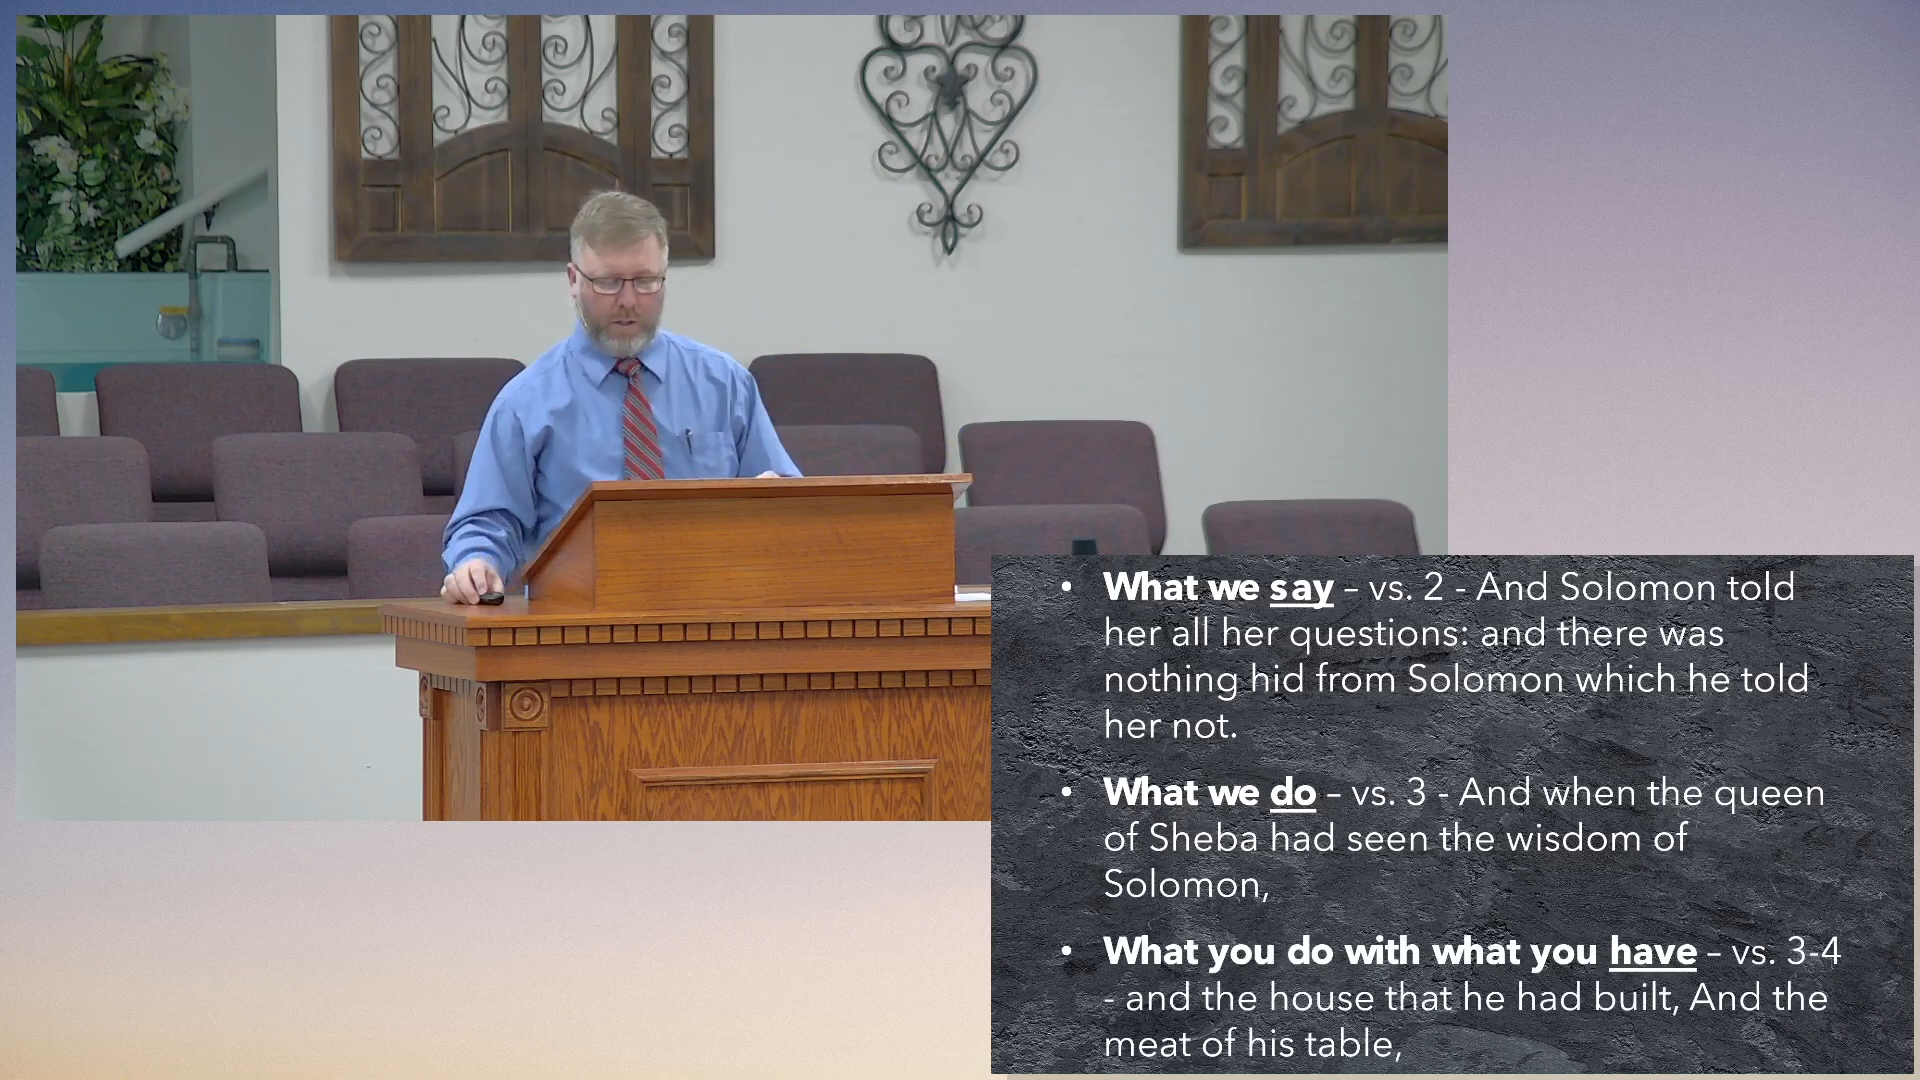 • What we say – vs. 2 - And Solomon told
her all her questions: and there was
nothing hid from Solomon which he told
her not.
• What we do – vs. 3 - And when the queen
of Sheba had seen the wisdom of
Solomon,
• What you do with what you have – vs. 3-4
- and the house that he had built, And the
meat of his table,